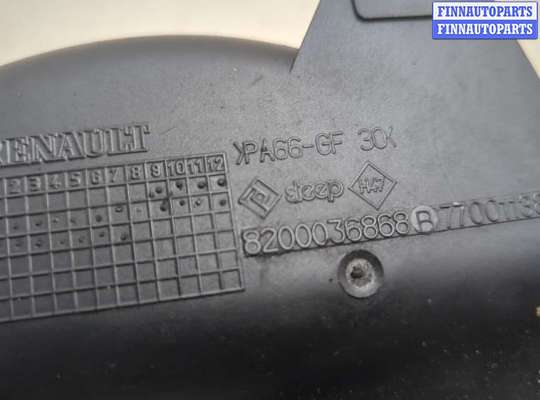 FINNAUTOPARTS
FINNAUTOPARTS
RENAULT
2 3 4 5 6 7 8 9 10 11 12
>PA66-GF 30<
steep
8200036868 B 7700113